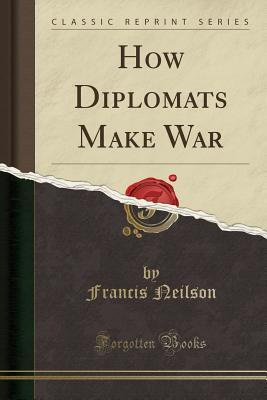 CLASSIC REPRINT SERIES
How
Diplomats
Make War
F
by
Francis Neilson
Forgotten Books